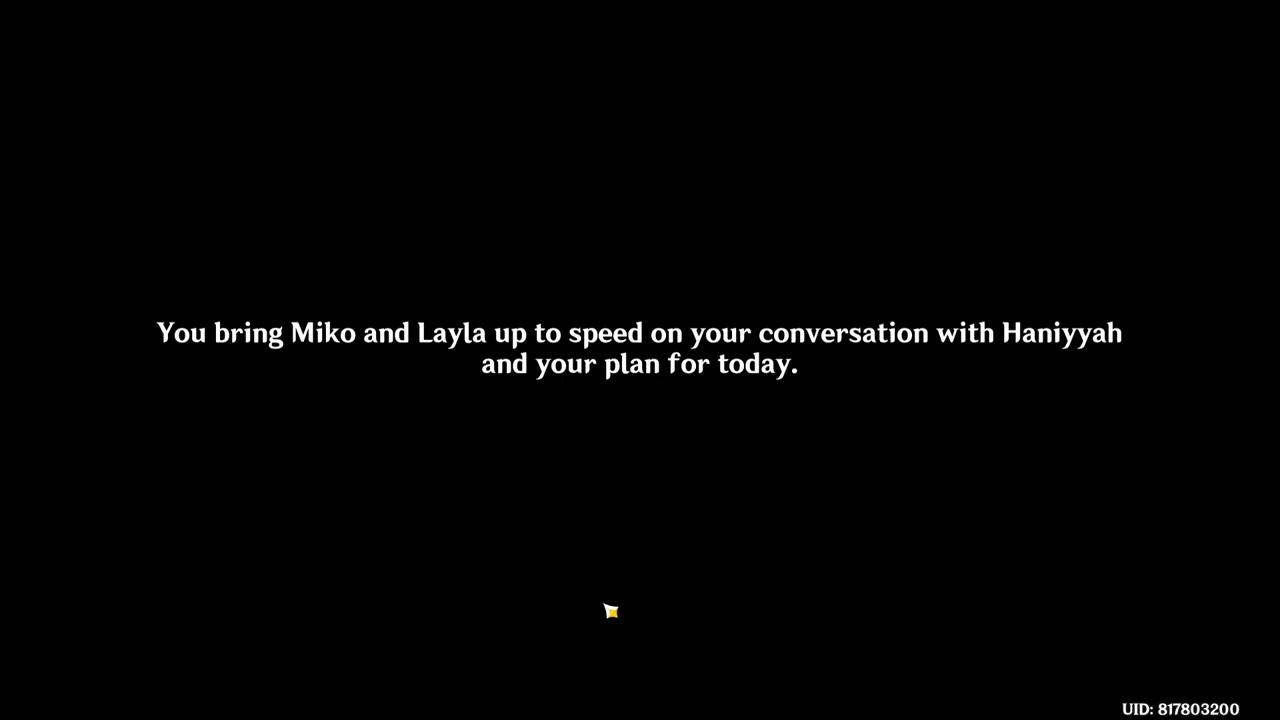 You bring Miko and Layla up to speed on your conversation with Haniyyah
and your plan for today.
UID: 817803200